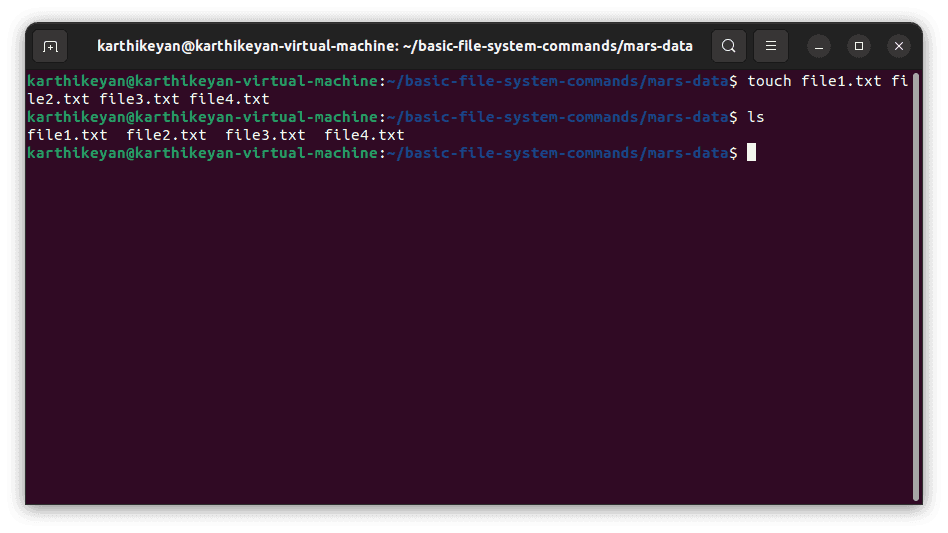 karthikeyan@karthikeyan-virtual-machine: ~/basic-file-system-commands/mars-data
karthikeyan@karthikeyan-virtual-machine:~/basic-file-system-commands/mars-data$ touch file1.txt fi
le2.txt file3.txt file4.txt
karthikeyan@karthikeyan-virtual-machine:~/basic-file-system-commands/mars-data$ ls
file1.txt  file2.txt  file3.txt  file4.txt
karthikeyan@karthikeyan-virtual-machine:~/basic-file-system-commands/mars-data$